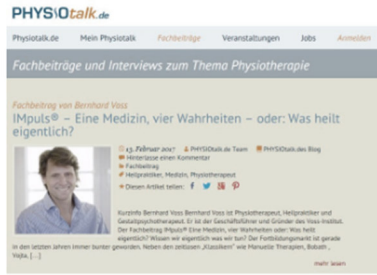 PHYSIOtalk.de
Physiotalk.de Mein Physiotalk Fachbeiträge Veranstaltungen Jobs Anmelden
Fachbeiträge und Interviews zum Thema Physiotherapie
Fachbeitrag von Bernhard Voss
IMpuls® – Eine Medizin, vier Wahrheiten – oder: Was heilt
eigentlich?
13. Februar 2017 PHYSIOtalk.de Team PHYSIOtalk.des Blog
Hinterlasse einen Kommentar
Fachbeitrag
Heilpraktiker, Medizin, Physiotherapeut
Diesen Artikel teilen:
Kurzinfo Bernhard Voss Bernhard Voss ist Physiotherapeut, Heilpraktiker und
Gestaltpsychotherapeut. Er ist der Geschäftsführer und Gründer des Voss-Institut.
Der Fachbeitrag IMpuls® Eine Medizin, vier Wahrheiten oder: Was heilt
eigentlich? Wissen wir eigentlich was wir tun? Der Fortbildungsmarkt ist gerade
in den letzten Jahren immer bunter geworden. Neben den zeitlosen „Klassikern“ wie Manuelle Therapien, Bobath,
Vojta, [...]
mehr lesen